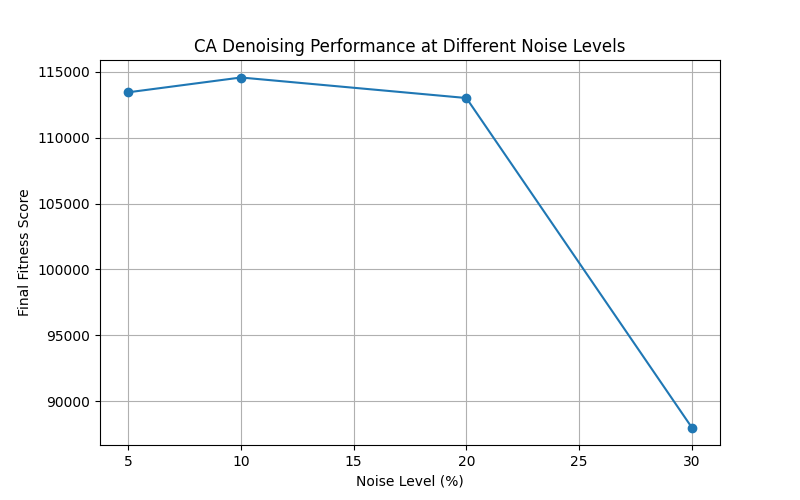 CA Denoising Performance at Different Noise Levels
Final Fitness Score
115000
110000
105000
100000
95000
90000
5 10 15 20 25 30
Noise Level (%)